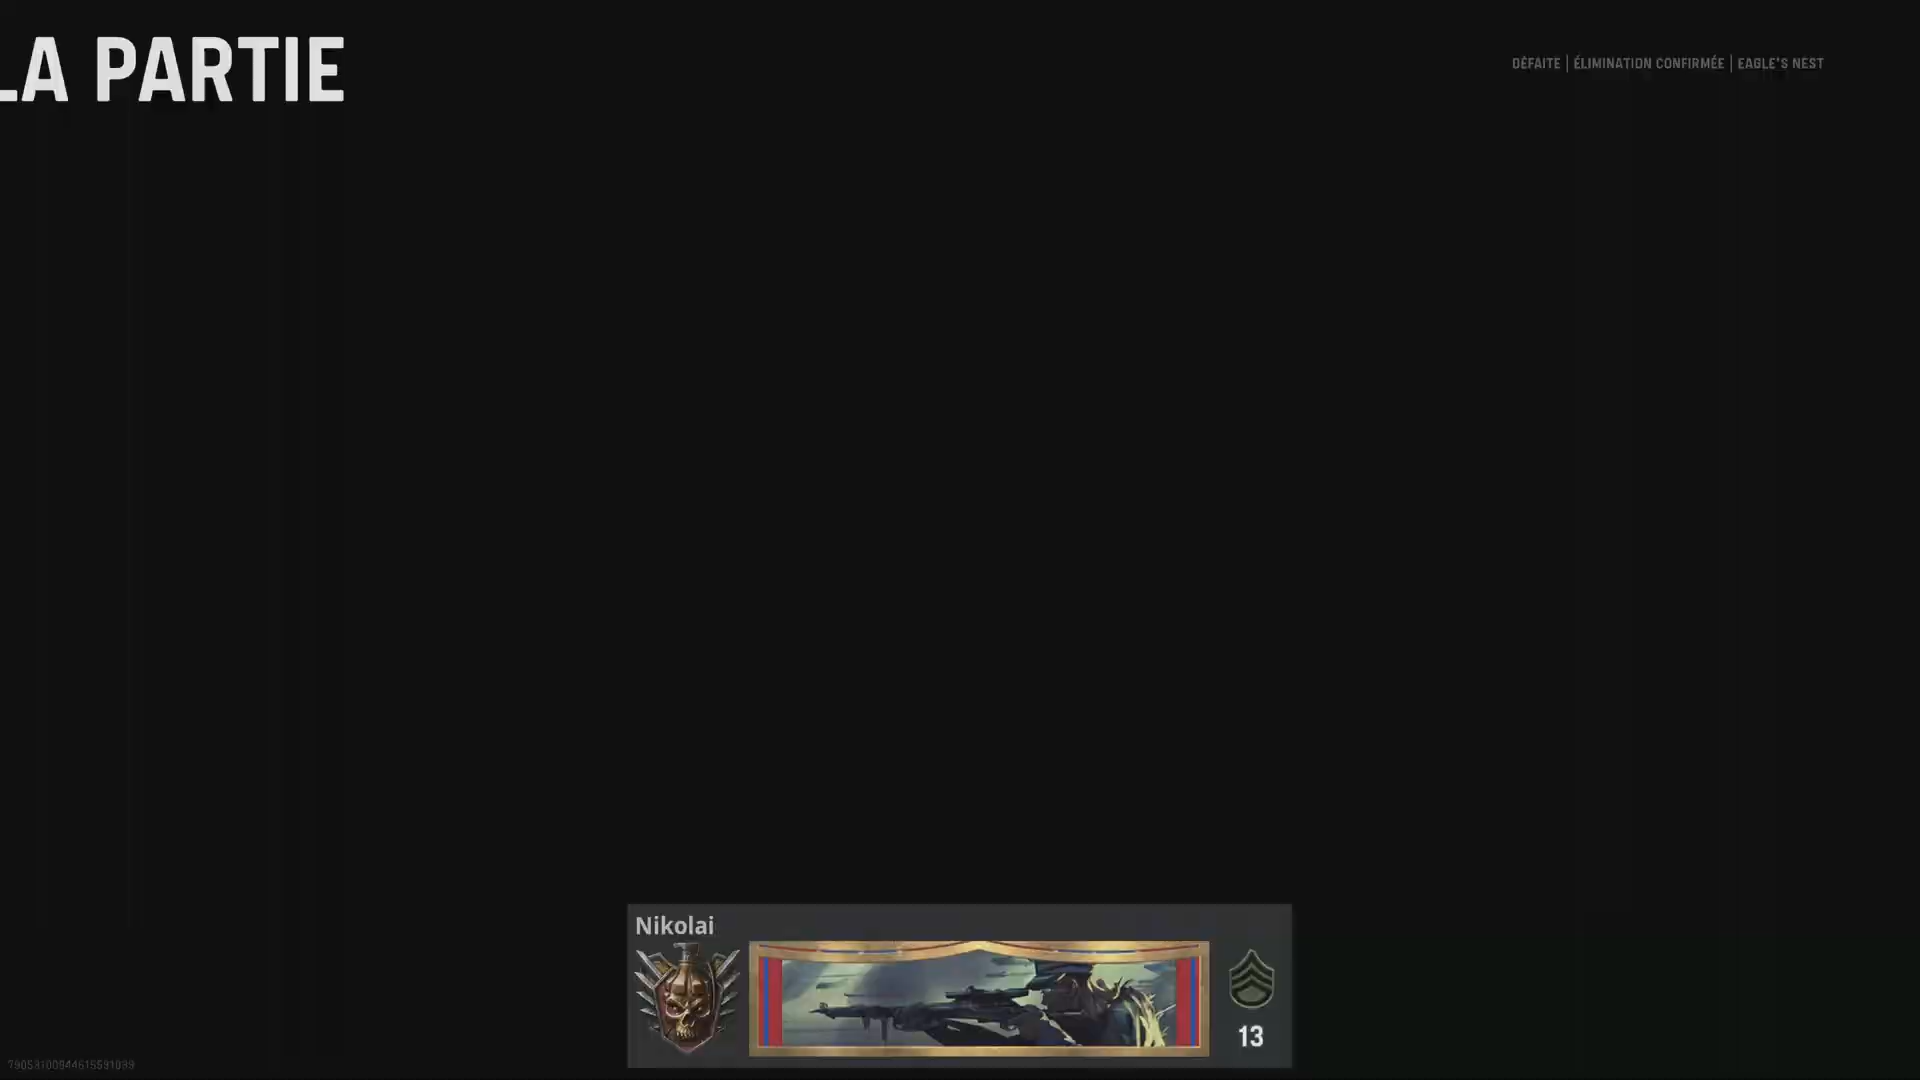 LA PARTIE
DÉFAITE | ÉLIMINATION CONFIRMÉE | EAGLE'S NEST
Nikolai
13